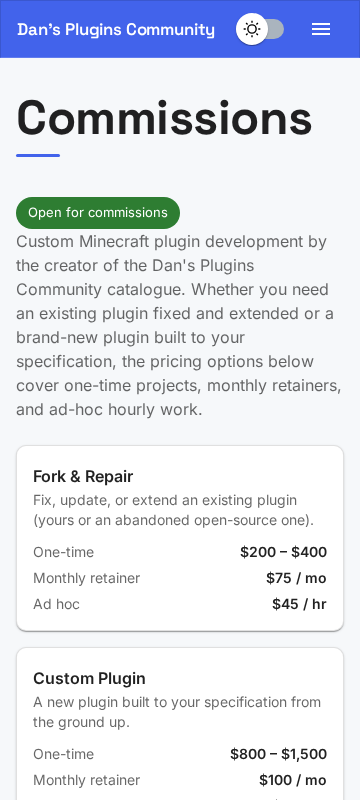 Dan's Plugins Community
Commissions
Open for commissions
Custom Minecraft plugin development by
the creator of the Dan's Plugins
Community catalogue. Whether you need
an existing plugin fixed and extended or a
brand-new plugin built to your
specification, the pricing options below
cover one-time projects, monthly retainers,
and ad-hoc hourly work.
Fork & Repair
Fix, update, or extend an existing plugin
(yours or an abandoned open-source one).
One-time $200 – $400
Monthly retainer $75 / mo
Ad hoc $45 / hr
Custom Plugin
A new plugin built to your specification from
the ground up.
One-time $800 – $1,500
Monthly retainer $100 / mo